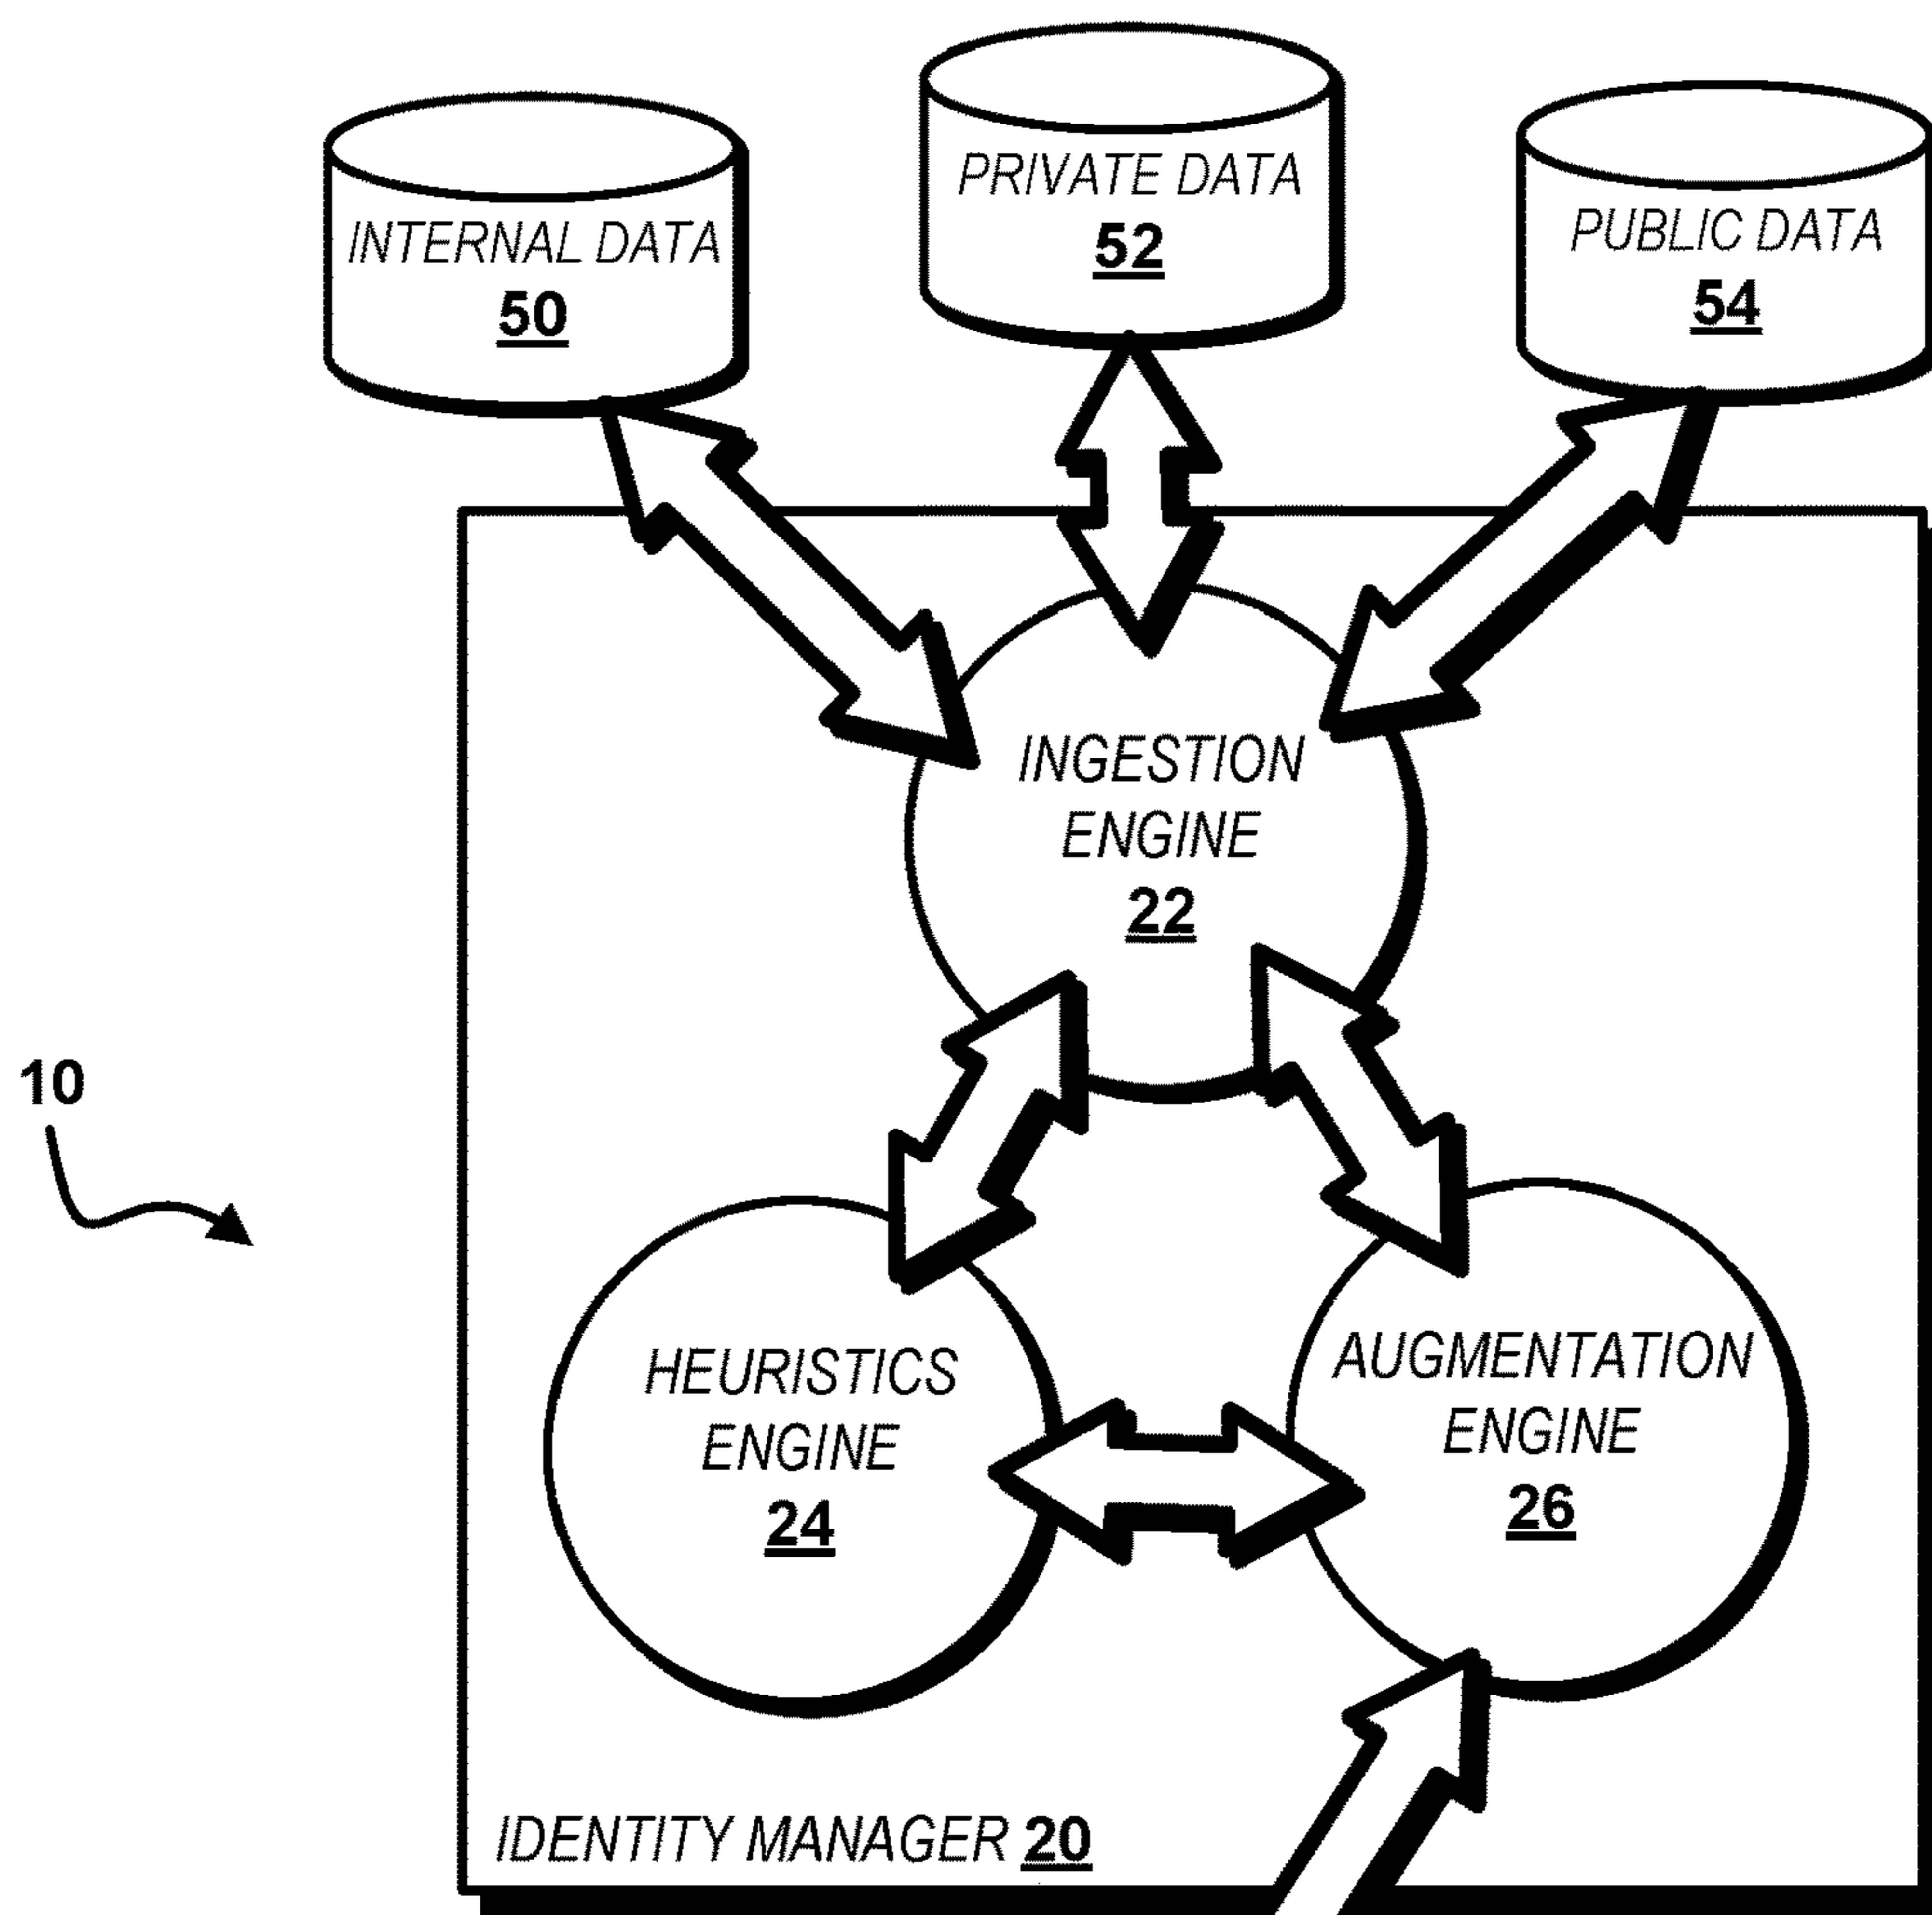 PRIVATE DATA
52
INTERNAL DATA
50
PUBLIC DATA
54
INGESTION
ENGINE
22
10
HEURISTICS
ENGINE
24
AUGMENTATION
ENGINE
26
IDENTITY MANAGER 20